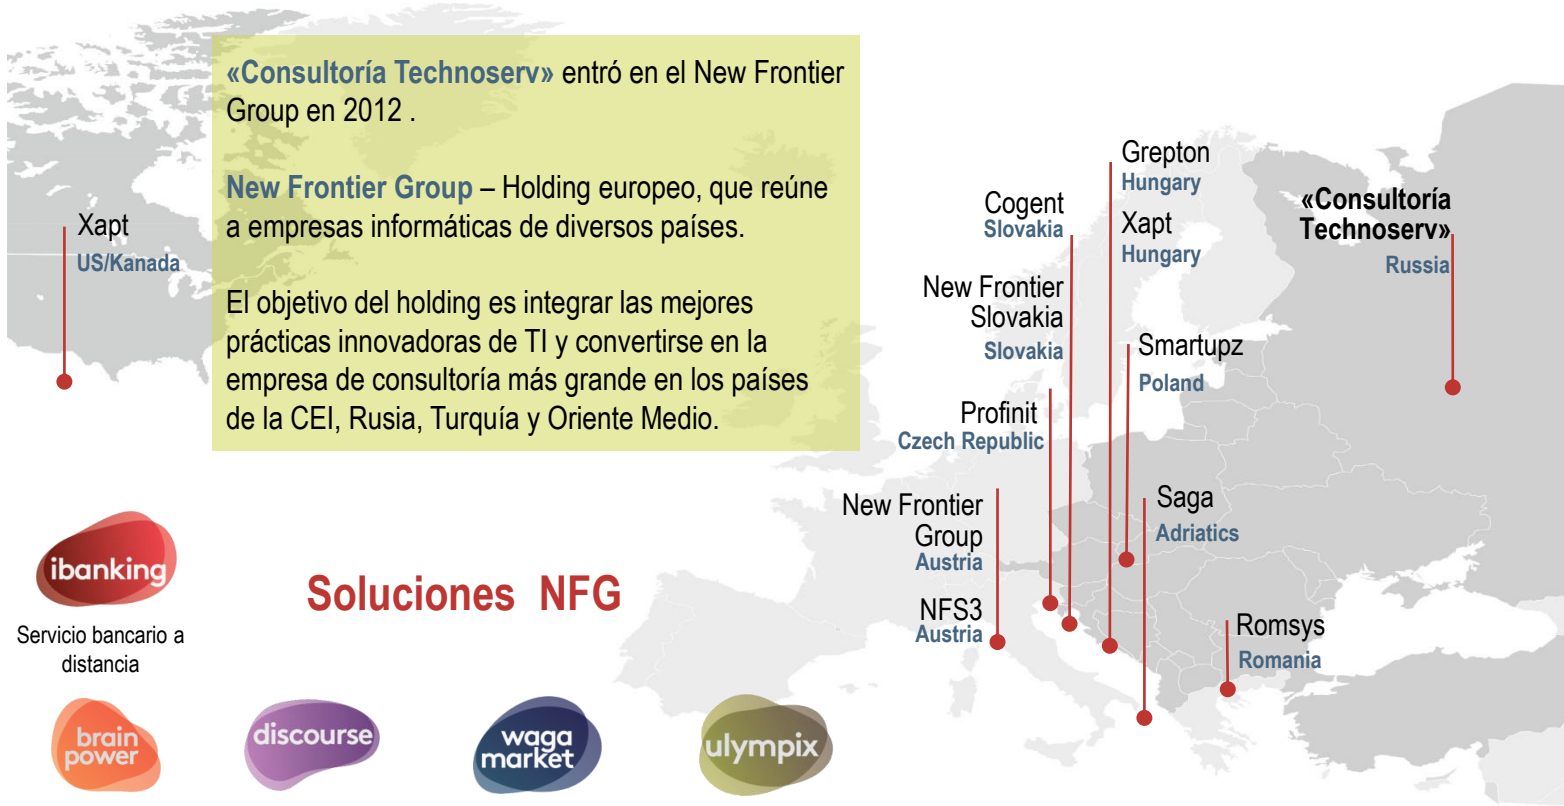 «Consultoría Technoserv» entró en el New Frontier
Group en 2012 .
New Frontier Group – Holding europeo, que reúne
a empresas informáticas de diversos países.
El objetivo del holding es integrar las mejores
prácticas innovadoras de TI y convertirse en la
empresa de consultoría más grande en los países
de la CEI, Rusia, Turquía y Oriente Medio.
Xapt
US/Kanada
Grepton
Hungary
Xapt
Hungary
Cogent
Slovakia
New Frontier
Slovakia
Slovakia
«Consultoría
Technoserv»
Russia
Smartupz
Poland
Profinit
Czech Republic
New Frontier
Group
Austria
NFS3
Austria
Saga
Adriatics
Romsys
Romania
Soluciones NFG
ibanking
Servicio bancario a
distancia
brain
power
discourse
waga
market
ulympix